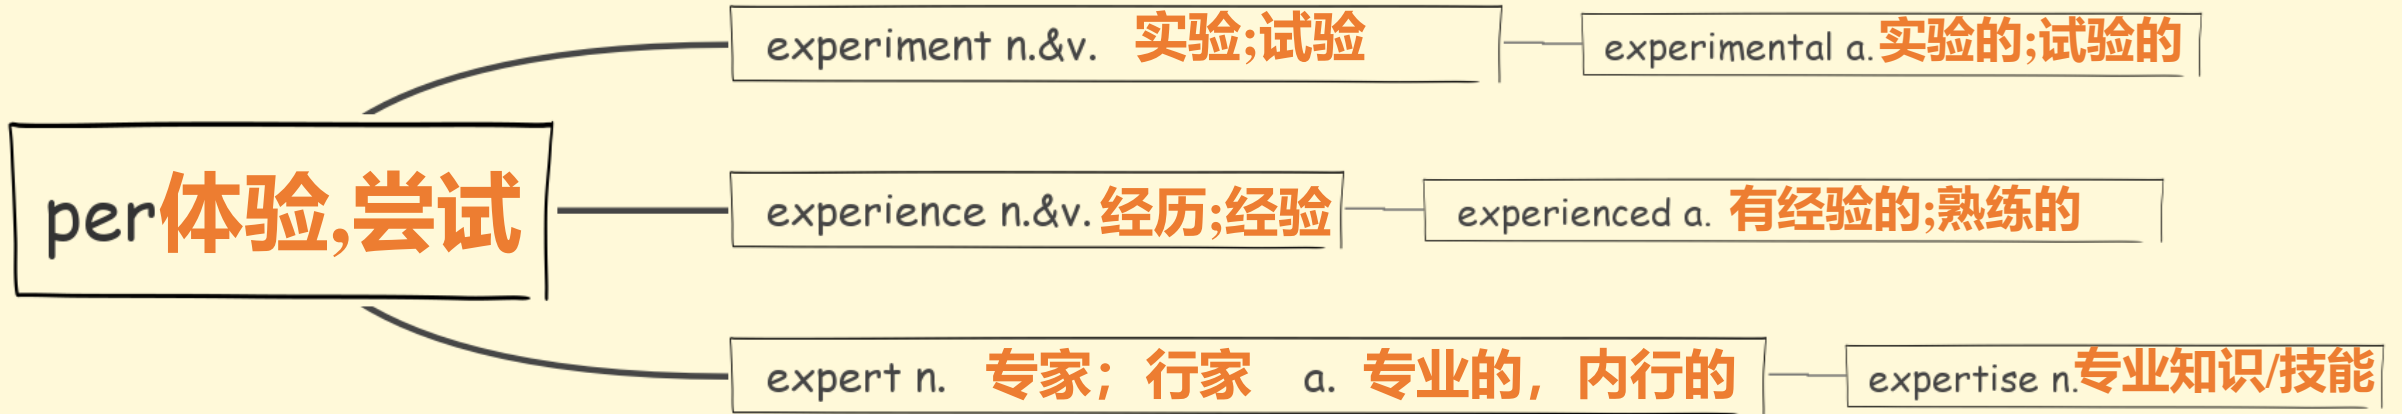 experiment n.&v. 实验;试验
experimental a.实验的;试验的
per体验,尝试
experience n.&v.经历;经验
experienced a. 有经验的;熟练的
expert n. 专家；行家 a. 专业的，内行的
expertise n.专业知识/技能